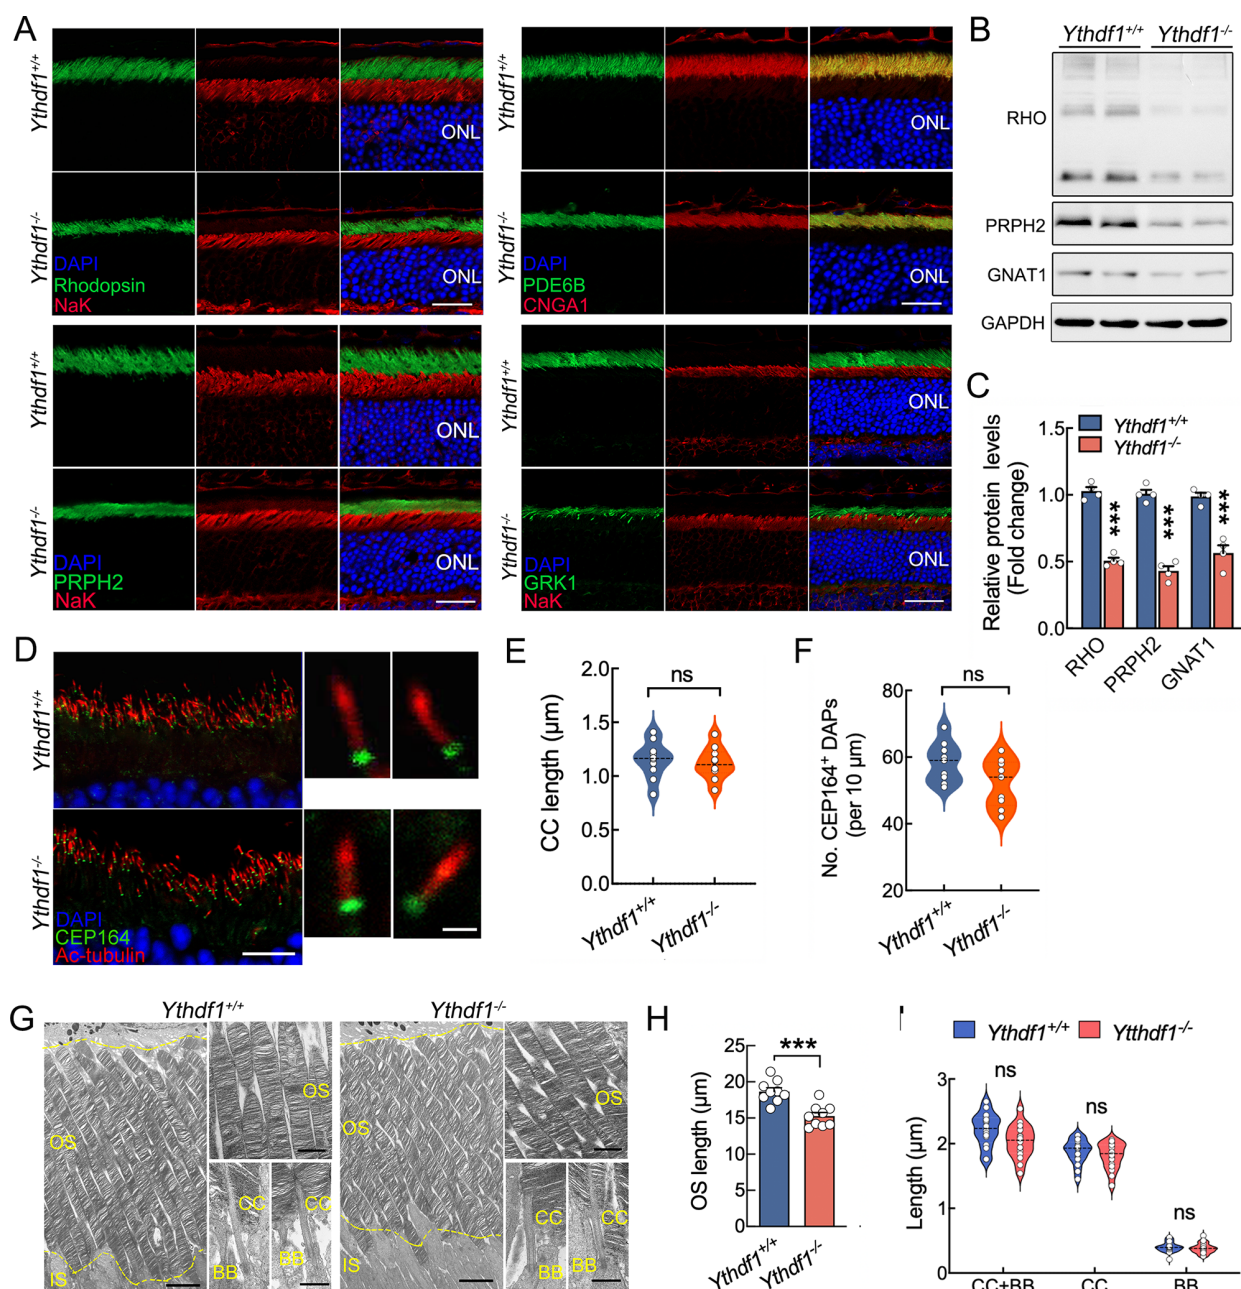 A
Ythdf1+/+
ONL
Ythdf1-/-
DAPI
Rhodopsin
NaK
ONL
Ythdf1+/+
ONL
Ythdf1-/-
DAPI
PDE6B
CNGA1
ONL
Ythdf1+/+
ONL
Ythdf1-/-
DAPI
PRPH2
NaK
ONL
Ythdf1+/+
ONL
Ythdf1-/-
DAPI
GRK1
NaK
ONL
B
Ythdf1+/+ Ythdf1-/-
RHO
PRPH2
GNAT1
GAPDH
C
Ythdf1+/+
Ythdf1-/-
Relative protein levels
(Fold change)
1.5
1.0
0.5
0.0
*** *** ***
RHO PRPH2 GNAT1
D
Ythdf1+/+
Ythdf1-/-
DAPI
CEP164
Ac-tubulin
E
CC length (μm)
2.0
1.5
1.0
0.5
0.0
ns
Ythdf1+/+ Ythdf1-/-
F
No. CEP164+ DAPs
(per 10 μm)
80
60
40
20
ns
Ythdf1+/+ Ythdf1-/-
G
Ythdf1+/+ Ythdf1-/-
OS
IS
OS
CC
BB
CC
BB
OS
IS
OS
CC
BB
CC
BB
H
OS length (μm)
25
20
15
10
5
0
***
Ythdf1+/+ Ythdf1-/-
Ythdf1+/+ Ytthdf1-/-
Length (μm)
3
2
1
0
ns
ns
ns
CC+BB CC BB